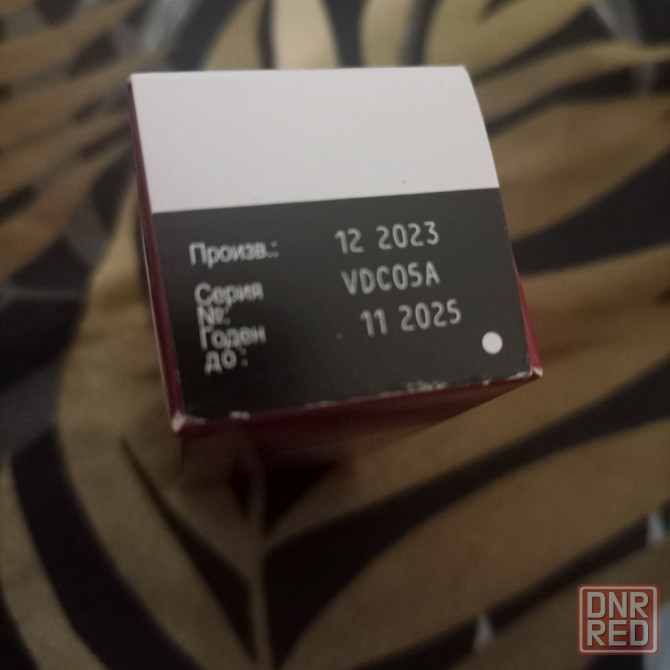 Произв.: 12 2023
Серия №: VDC05A
Годен до: 11 2025
DNR
RED